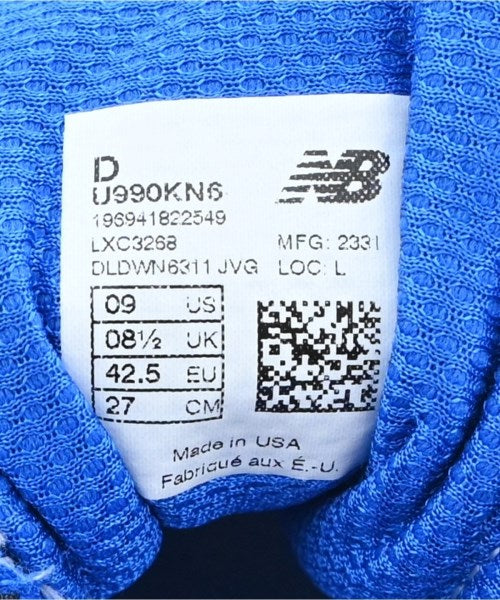 D
U990KN6
NB
196941822549
LXC3268
MFG: 2331
DLDWN6311 JVG
LOC: L
09 US
08½ UK
42.5 EU
27 CM
Made in USA
Fabriqué aux É.-U.